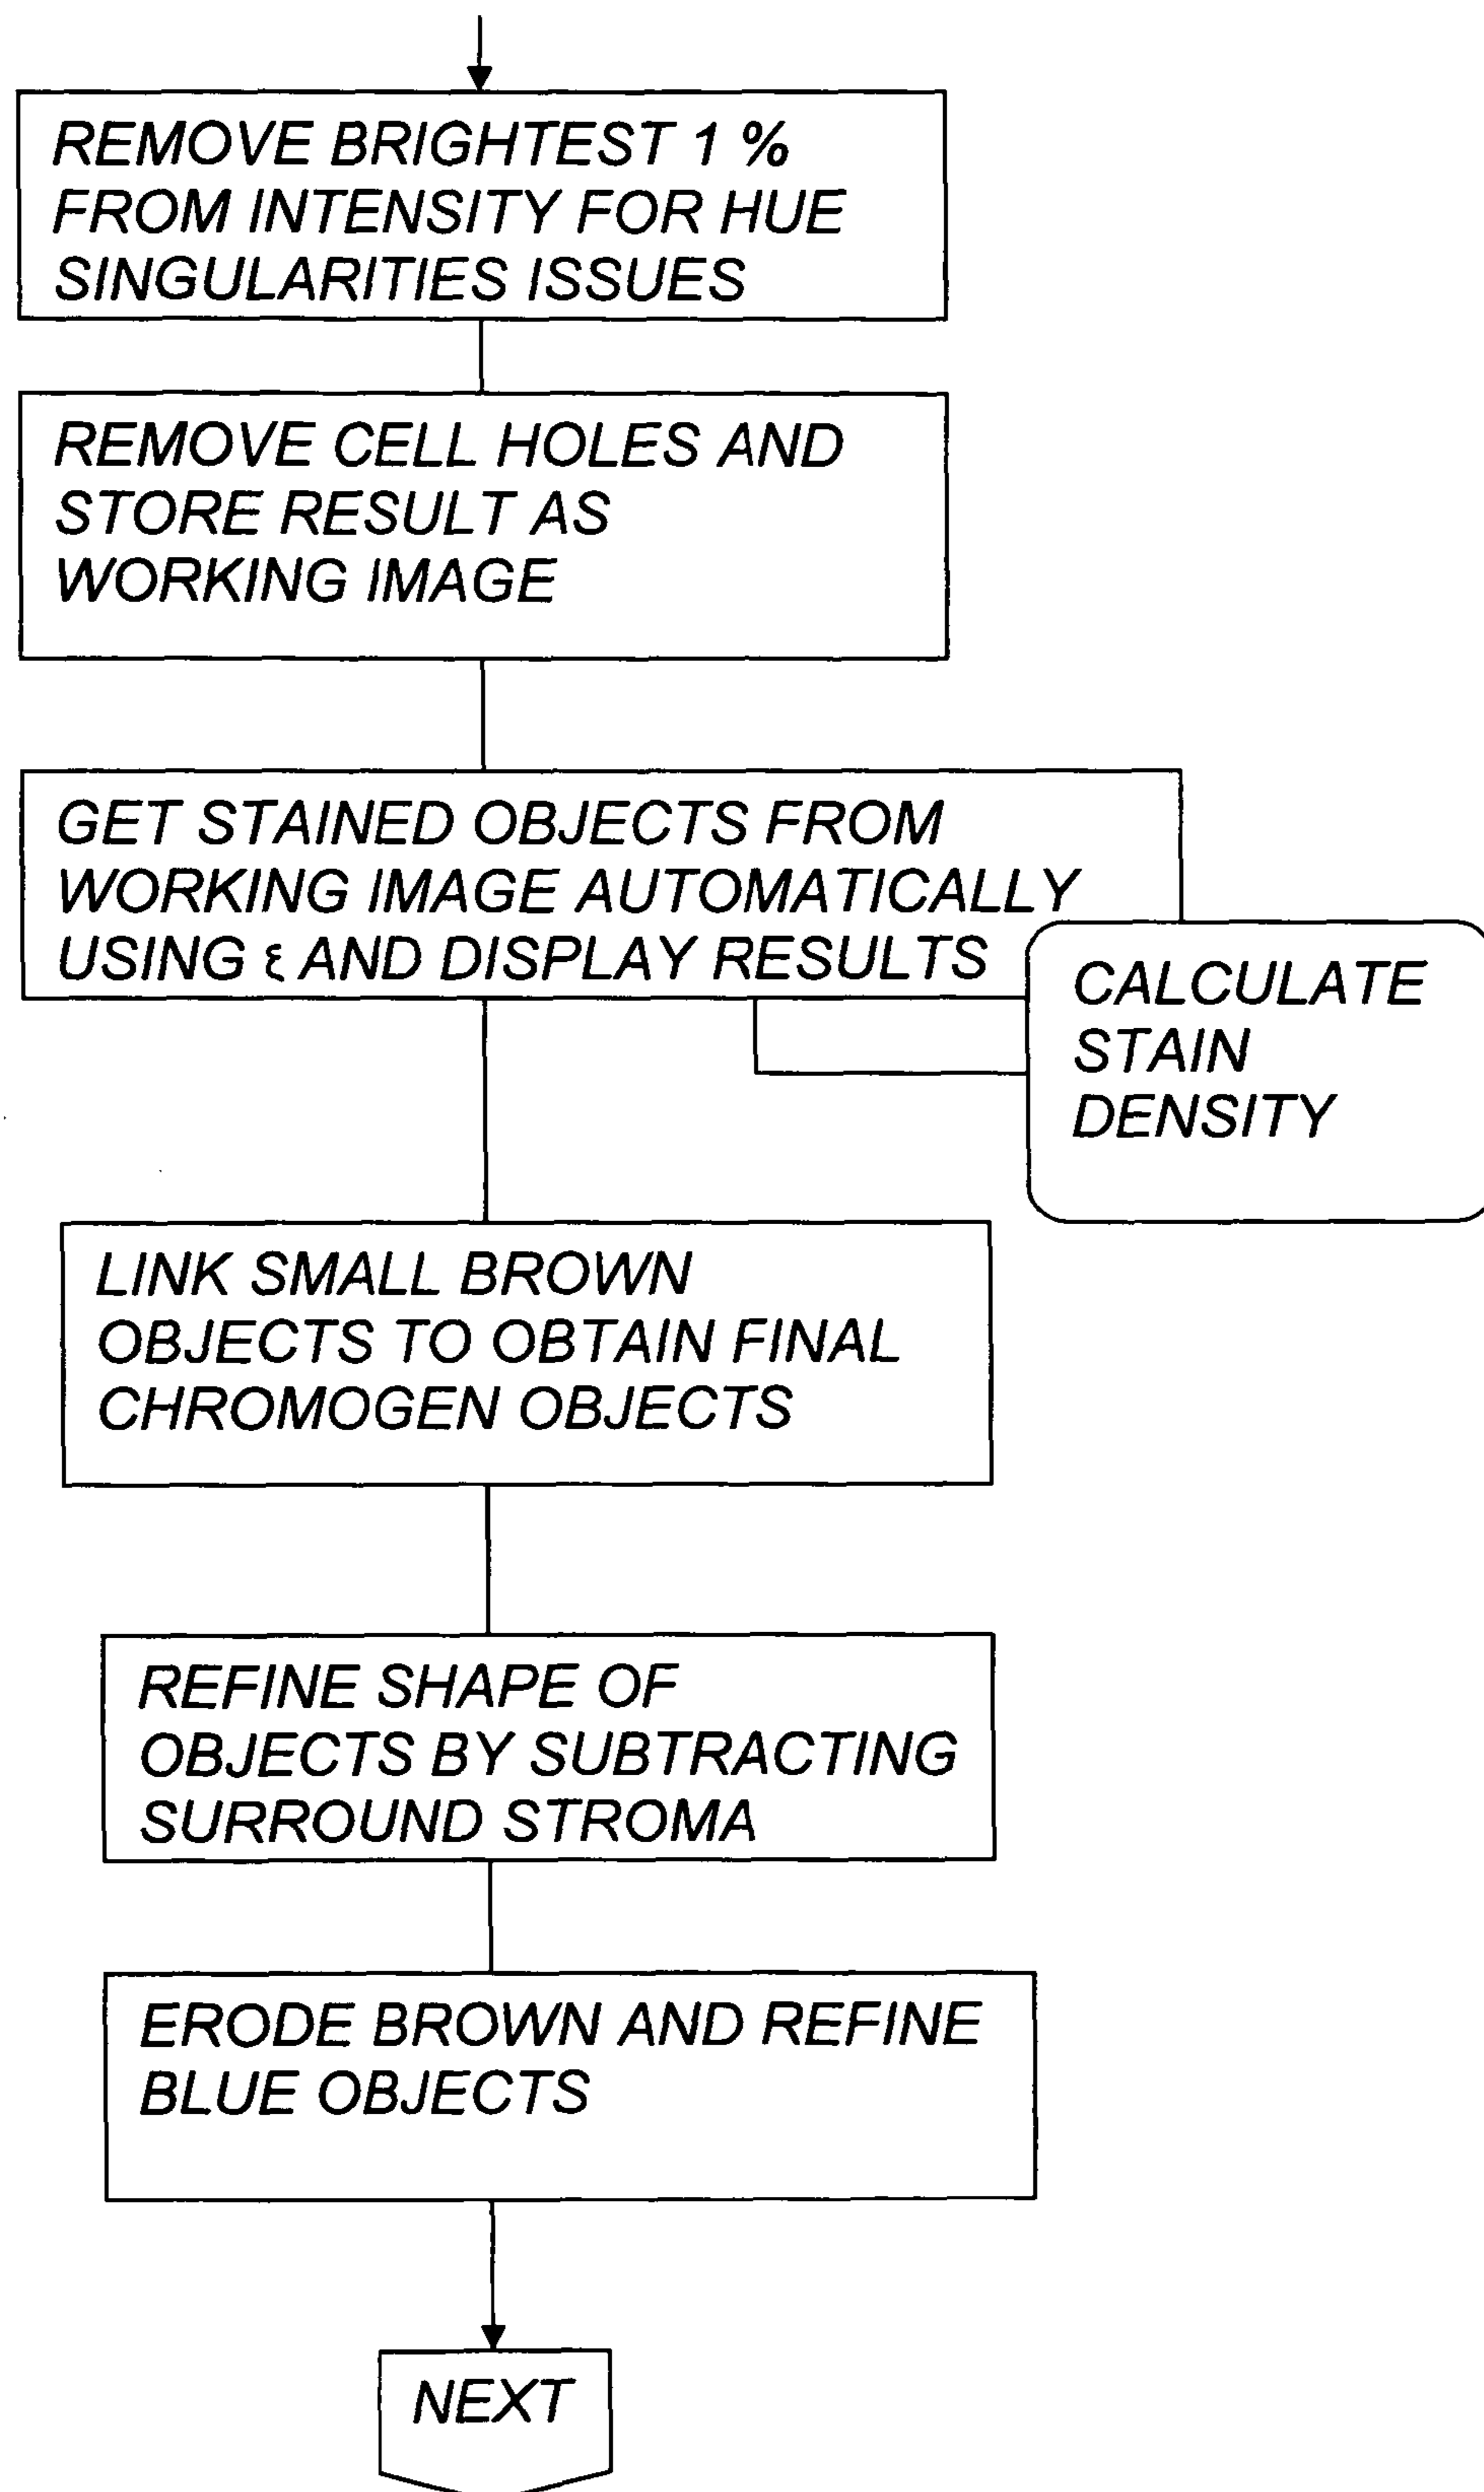 REMOVE BRIGHTEST 1 %
FROM INTENSITY FOR HUE
SINGULARITIES ISSUES
REMOVE CELL HOLES AND
STORE RESULT AS
WORKING IMAGE
GET STAINED OBJECTS FROM
WORKING IMAGE AUTOMATICALLY
USING ξ AND DISPLAY RESULTS
CALCULATE
STAIN
DENSITY
LINK SMALL BROWN
OBJECTS TO OBTAIN FINAL
CHROMOGEN OBJECTS
REFINE SHAPE OF
OBJECTS BY SUBTRACTING
SURROUND STROMA
ERODE BROWN AND REFINE
BLUE OBJECTS
NEXT